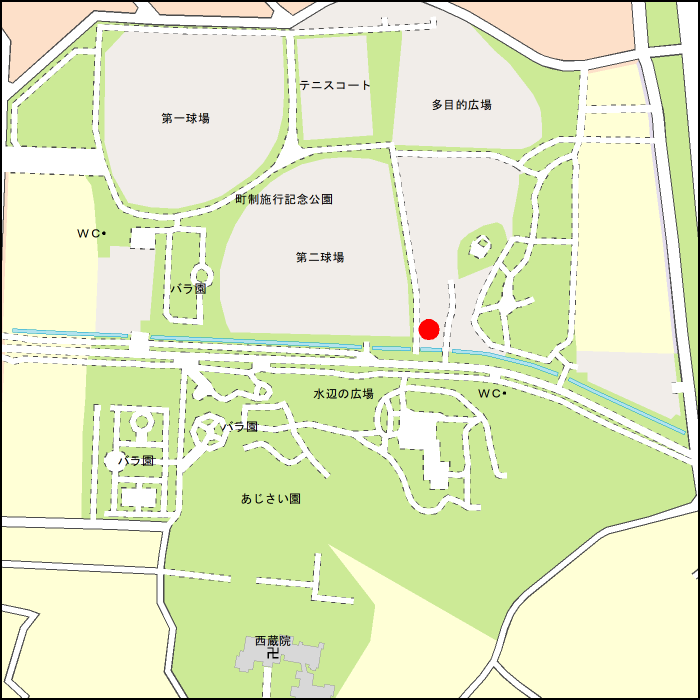 テニスコート
多目的広場
第一球場
町制施行記念公園
WC
第二球場
バラ園
水辺の広場
WC
バラ園
バラ園
あじさい園
西蔵院
卍